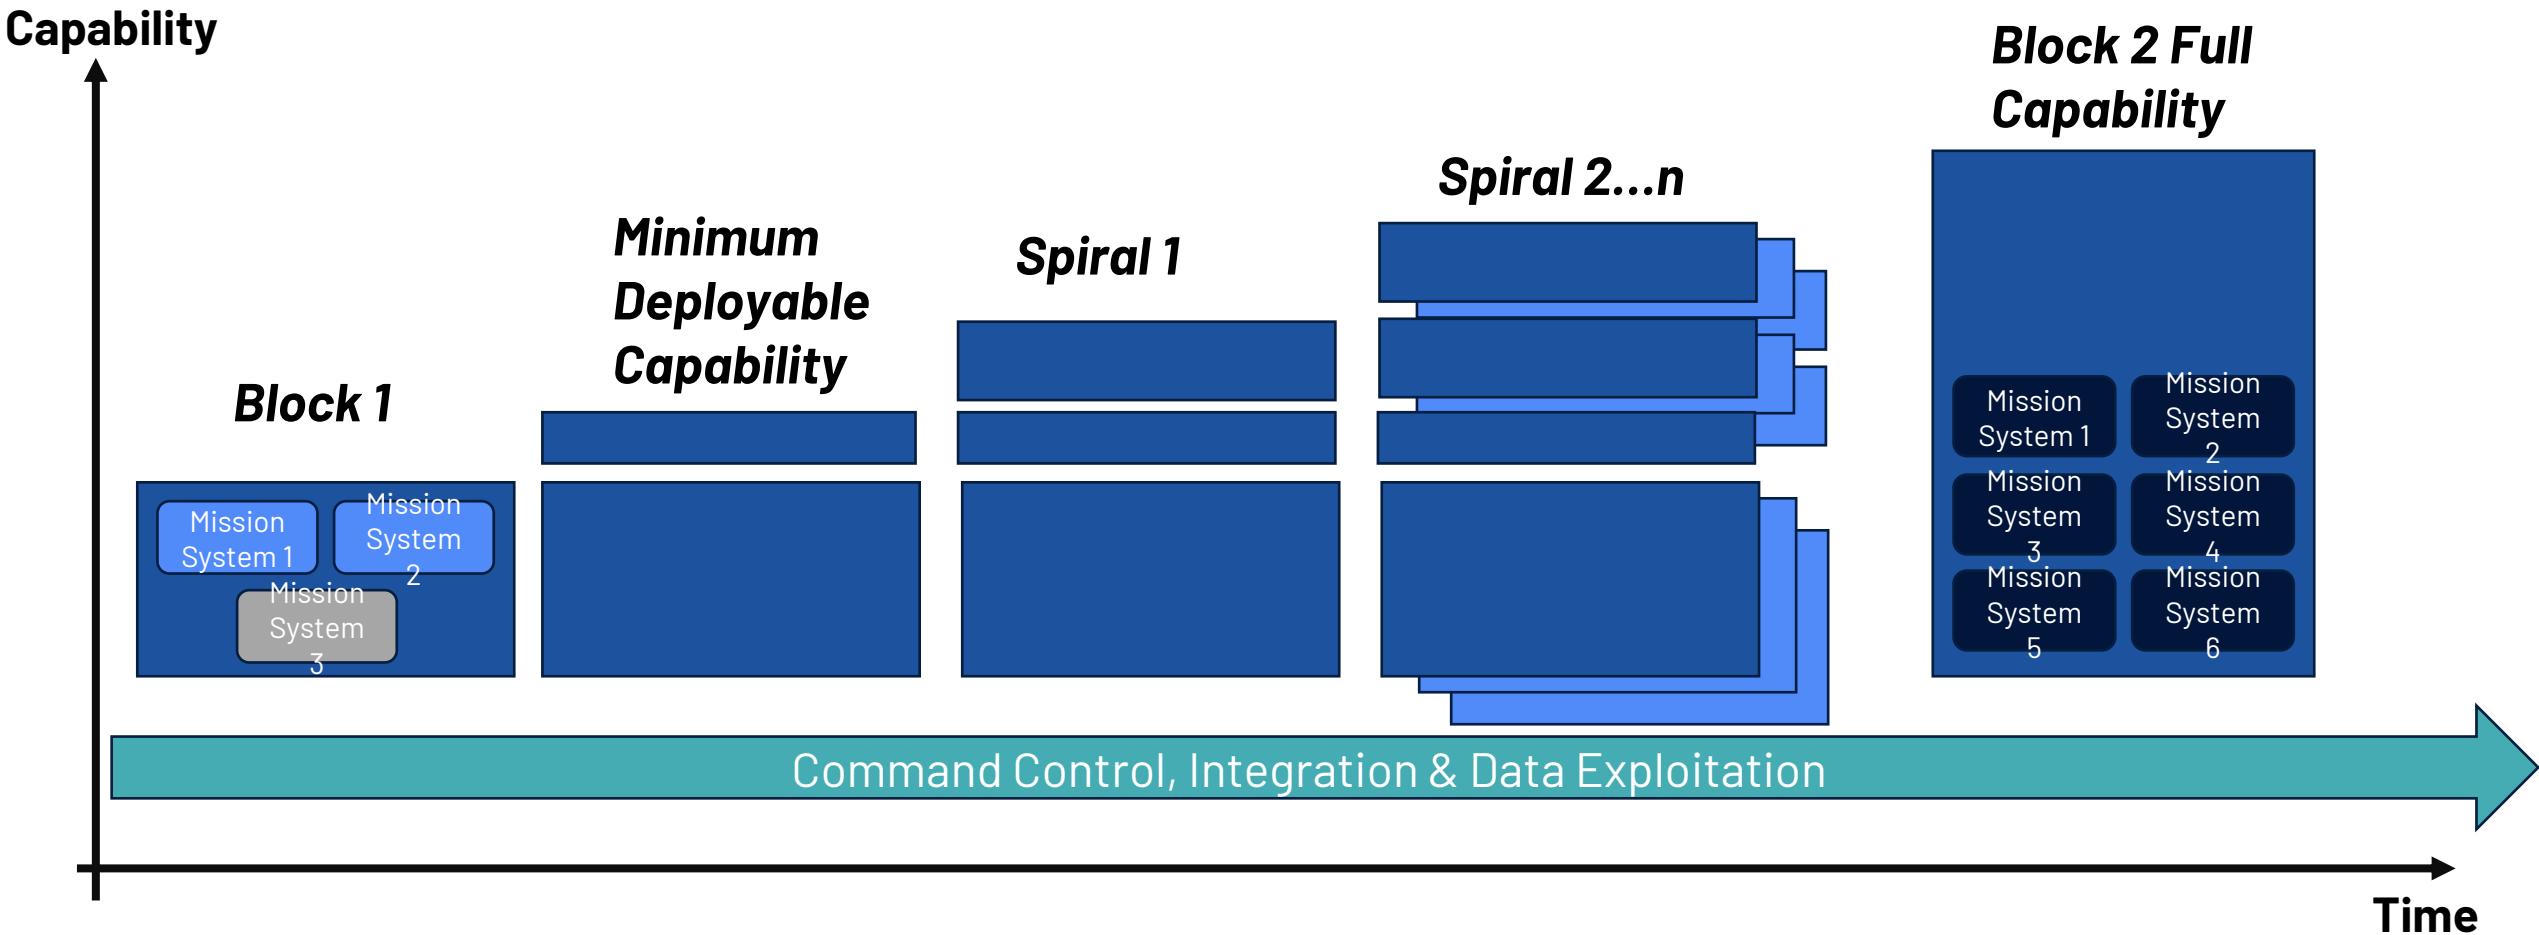 Capability
Block 2 Full
Capability
Spiral 2...n
Minimum
Deployable
Capability
Spiral 1
Block 1
Mission
System 1
Mission
System
2
Mission
System
3
Mission
System 1
Mission
System
2
Mission
System
3
Mission
System
4
Mission
System
5
Mission
System
6
Command Control, Integration & Data Exploitation
Time